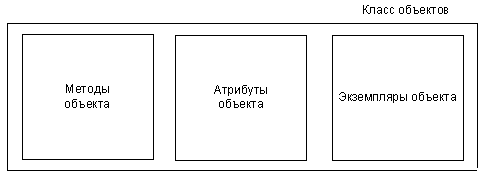 Класс объектов
Методы
объекта
Атрибуты
объекта
Экземпляры объекта